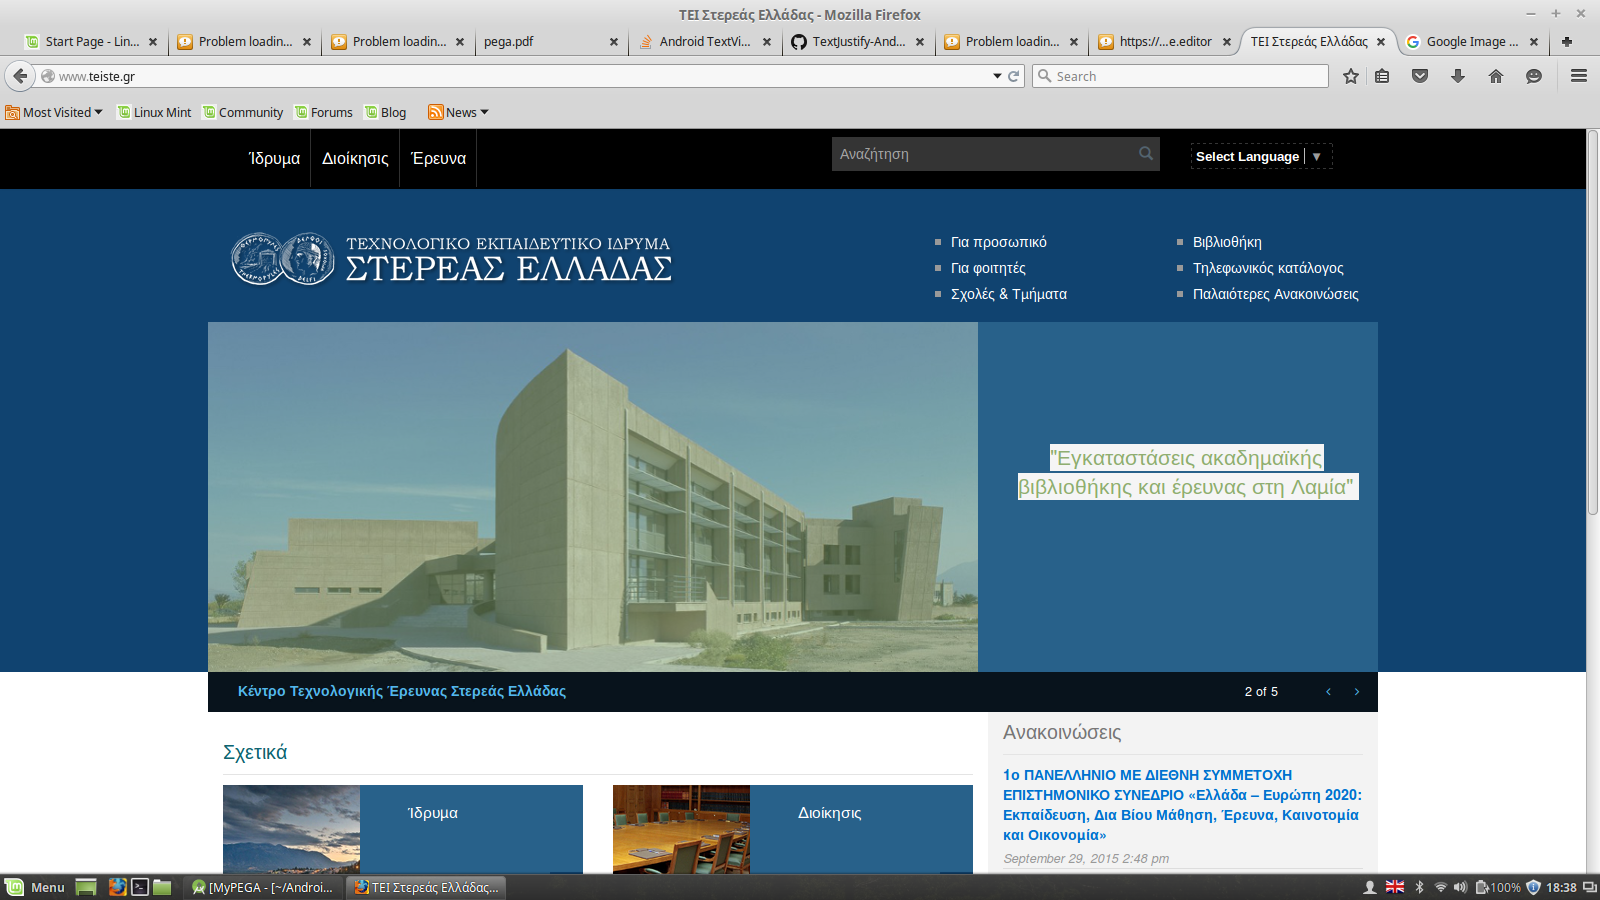 ΤΕΙ Στερεάς Ελλάδας - Mozilla Firefox
Start Page - Lin...
Problem loadin...
Problem loadin...
pega.pdf
Android TextVi...
TextJustify-And...
Problem loadin...
https://...e.editor
ΤΕΙ Στερεάς Ελλάδας
Google Image ...
www.teiste.gr
Search
Most Visited
Linux Mint
Community
Forums
Blog
News
Ίδρυμα
Διοίκησις
Έρευνα
Αναζήτηση
Select Language ▼
ΤΕΧΝΟΛΟΓΙΚΟ ΕΚΠΑΙΔΕΥΤΙΚΟ ΙΔΡΥΜΑ
ΣΤΕΡΕΑΣ ΕΛΛΑΔΑΣ
Για προσωπικό
Για φοιτητές
Σχολές & Τμήματα
Βιβλιοθήκη
Τηλεφωνικός κατάλογος
Παλαιότερες Ανακοινώσεις
"Εγκαταστάσεις ακαδημαϊκής
βιβλιοθήκης και έρευνας στη Λαμία"
Κέντρο Τεχνολογικής Έρευνας Στερεάς Ελλάδας
2 of 5
Σχετικά
Ίδρυμα
Διοίκησις
Ανακοινώσεις
1ο ΠΑΝΕΛΛΗΝΙΟ ΜΕ ΔΙΕΘΝΗ ΣΥΜΜΕΤΟΧΗ
ΕΠΙΣΤΗΜΟΝΙΚΟ ΣΥΝΕΔΡΙΟ «Ελλάδα – Ευρώπη 2020:
Εκπαίδευση, Δια Βίου Μάθηση, Έρευνα, Καινοτομία
και Οικονομία»
September 29, 2015 2:48 pm
Menu
[MyPEGA - [~/Androi...
ΤΕΙ Στερεάς Ελλάδας...
100%
18:38